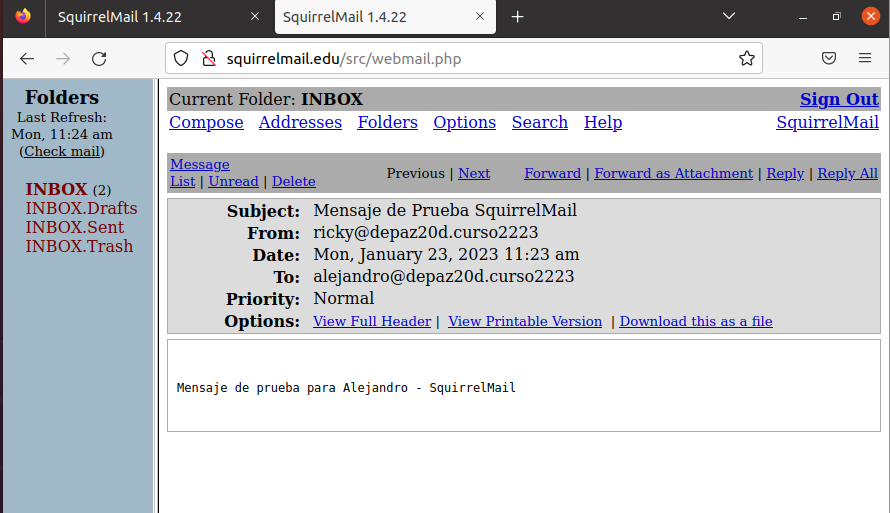 SquirrelMail 1.4.22
SquirrelMail 1.4.22
squirrelmail.edu/src/webmail.php
Folders
Last Refresh:
Mon, 11:24 am
(Check mail)
INBOX (2)
INBOX.Drafts
INBOX.Sent
INBOX.Trash
Current Folder: INBOX Sign Out
Compose Addresses Folders Options Search Help SquirrelMail
Message
List | Unread | Delete Previous | Next Forward | Forward as Attachment | Reply | Reply All
Subject: Mensaje de Prueba SquirrelMail
From: ricky@depaz20d.curso2223
Date: Mon, January 23, 2023 11:23 am
To: alejandro@depaz20d.curso2223
Priority: Normal
Options: View Full Header | View Printable Version | Download this as a file
Mensaje de prueba para Alejandro - SquirrelMail